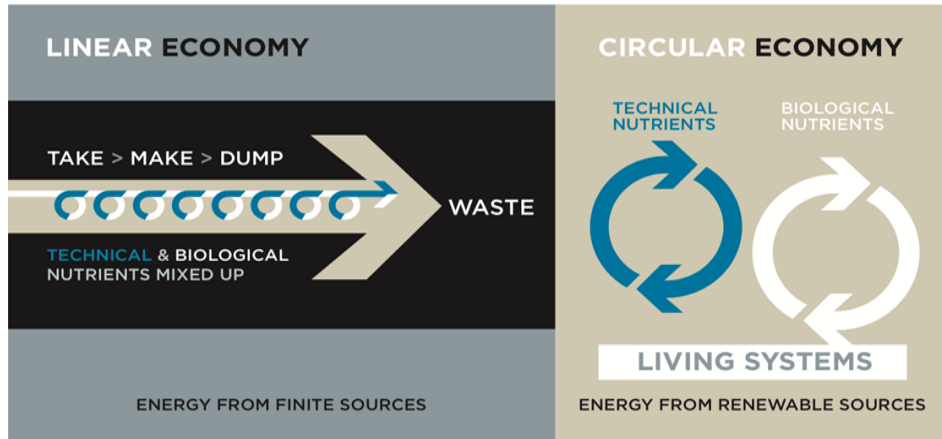 LINEAR ECONOMY
TAKE > MAKE > DUMP
WASTE
TECHNICAL & BIOLOGICAL
NUTRIENTS MIXED UP
ENERGY FROM FINITE SOURCES
CIRCULAR ECONOMY
TECHNICAL
NUTRIENTS
BIOLOGICAL
NUTRIENTS
LIVING SYSTEMS
ENERGY FROM RENEWABLE SOURCES